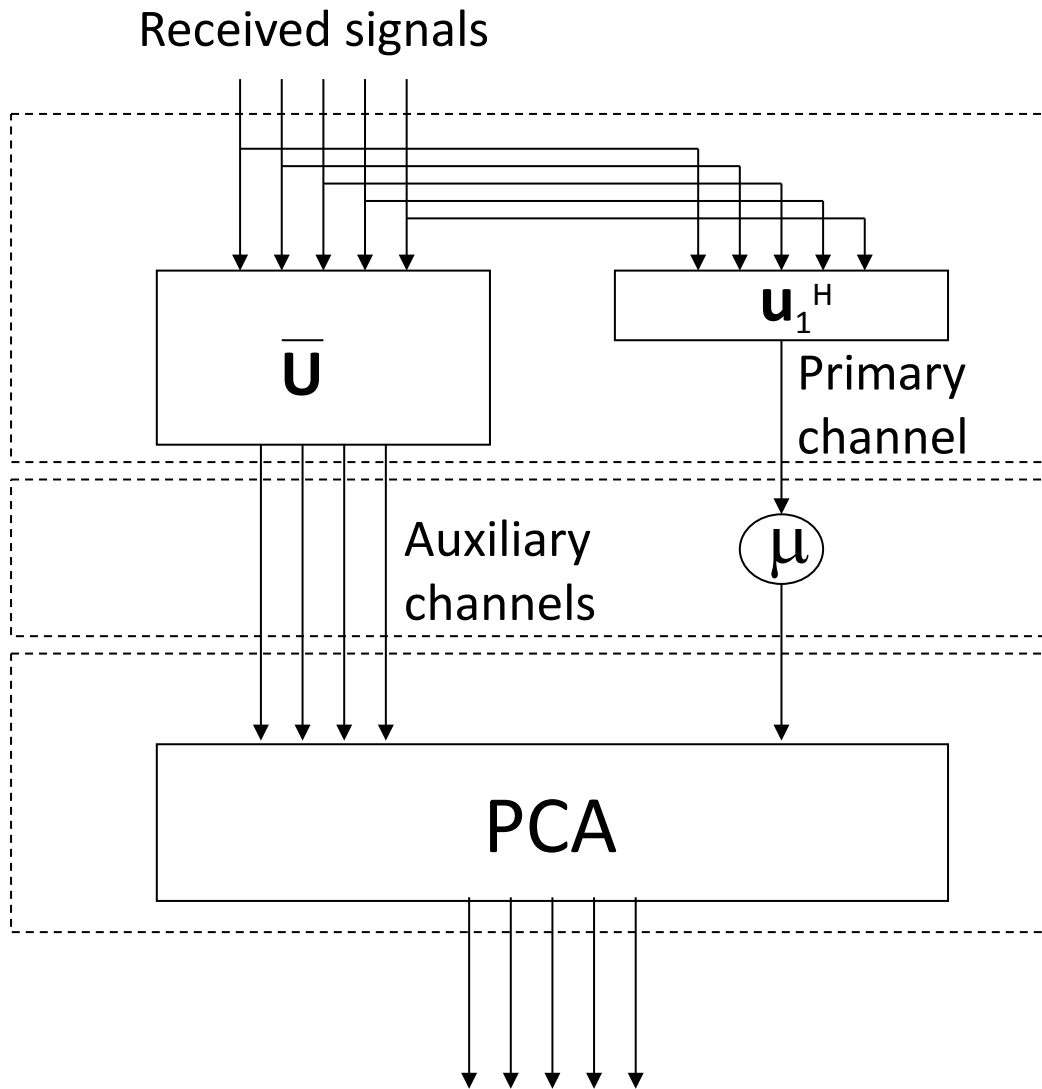 Received signals
U̅
u₁ᴴ
Primary
channel
μ
Auxiliary
channels
PCA